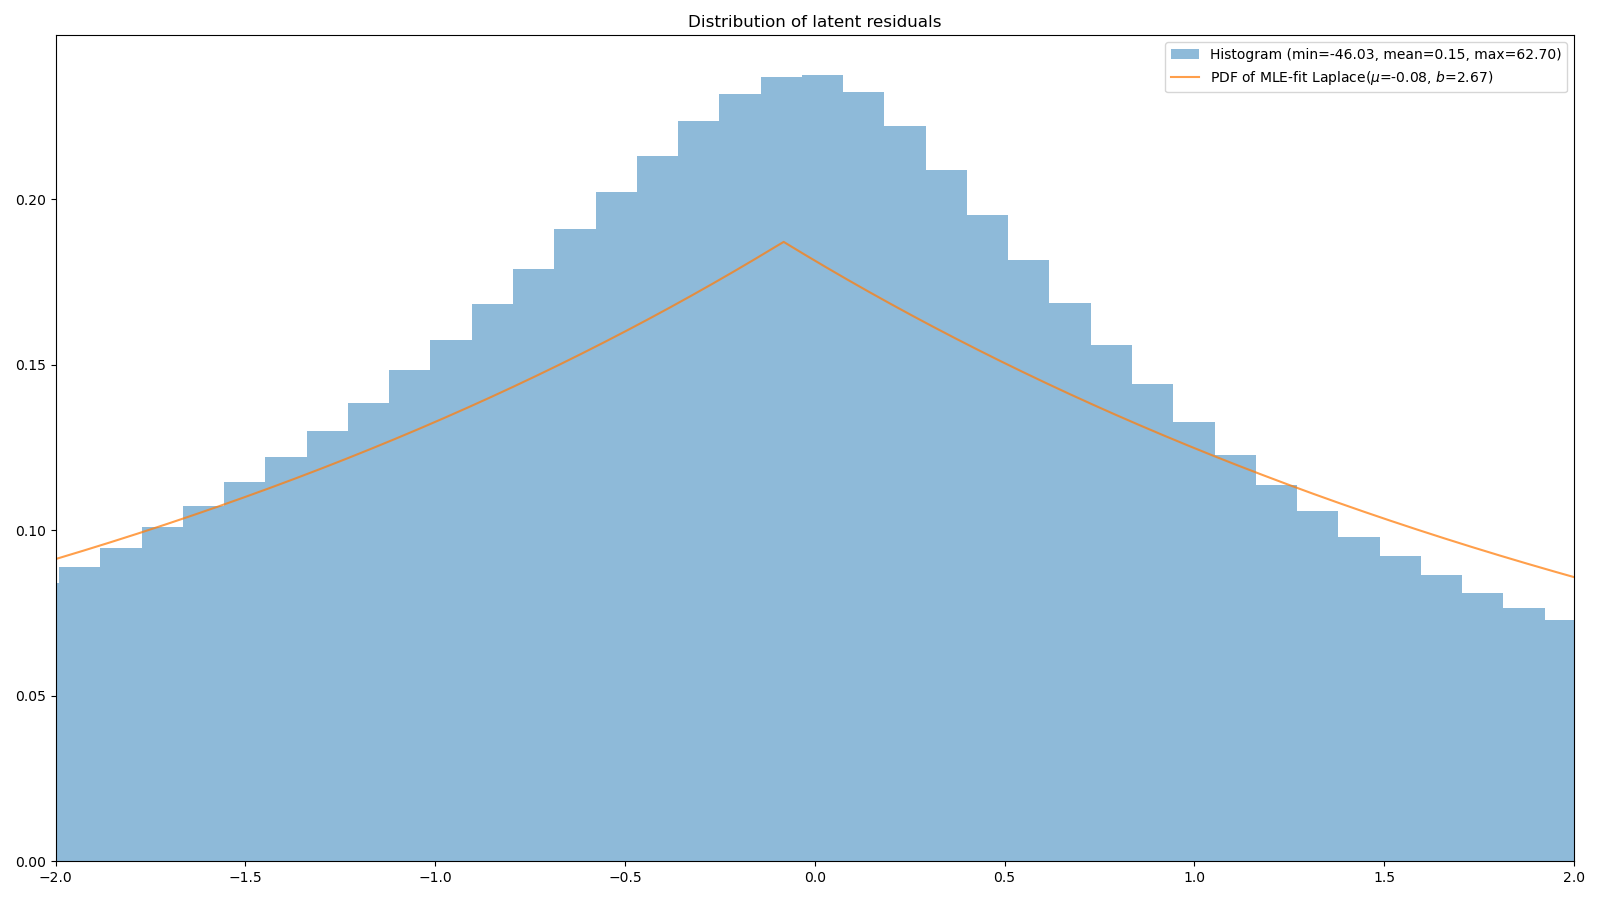 Distribution of latent residuals
Histogram (min=-46.03, mean=0.15, max=62.70)
PDF of MLE-fit Laplace(μ=-0.08, b=2.67)
0.20
0.15
0.10
0.05
0.00
−2.0 −1.5 −1.0 −0.5 0.0 0.5 1.0 1.5 2.0